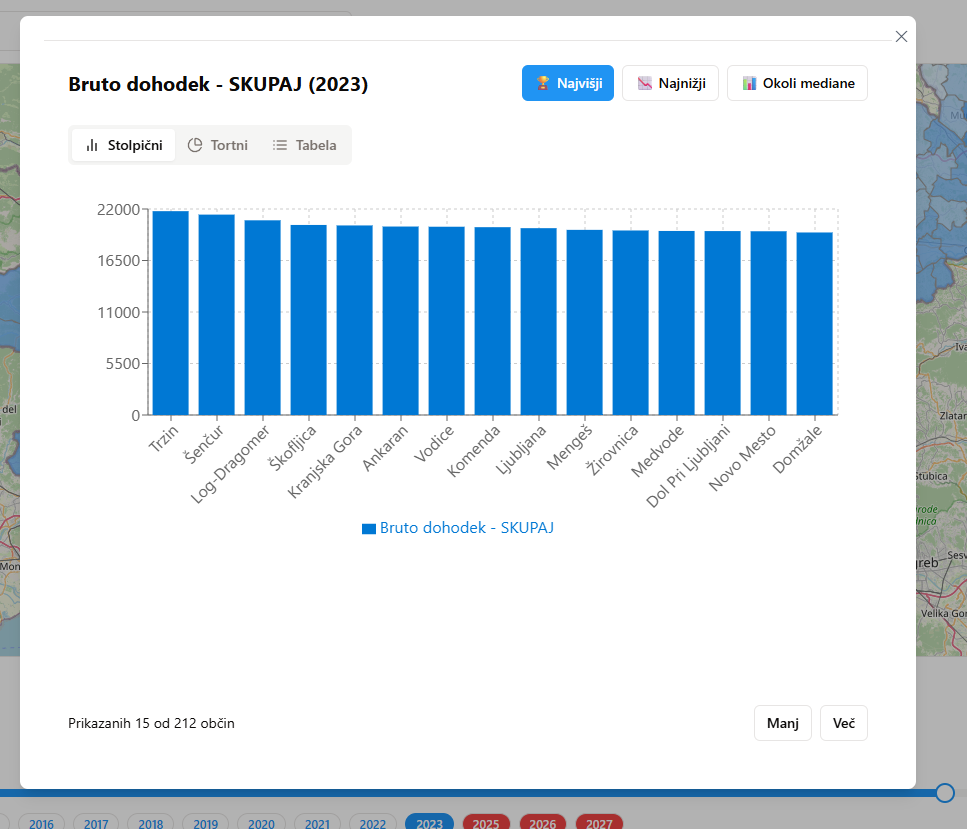 Bruto dohodek - SKUPAJ (2023)
Najvišji
Najnižji
Okoli mediane
Stolpični
Tortni
Tabela
22000
16500
11000
5500
0
Trzin
Šenčur
Log-Dragomer
Škofljica
Kranjska Gora
Ankaran
Vodice
Komenda
Ljubljana
Mengeš
Žirovnica
Medvode
Dol Pri Ljubljani
Novo Mesto
Domžale
Bruto dohodek - SKUPAJ
Prikazanih 15 od 212 občin
Manj
Več
del
Mon
Zlatar
Stubica
greb
Velika Gor
2016
2017
2018
2019
2020
2021
2022
2023
2025
2026
2027